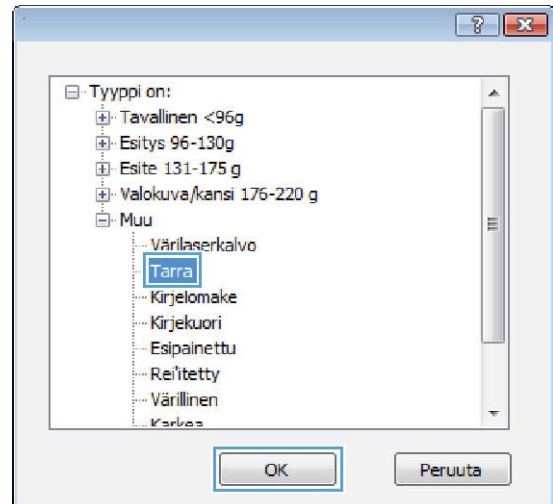 Tyyppi on:
Tavallinen <96g
Esitys 96-130g
Esite 131-175 g
Valokuva/kansi 176-220 g
Muu
Värilaserkalvo
Tarra
Kirjelomake
Kirjekuori
Esipainettu
Rei'itetty
Värillinen
Karkea
OK Peruuta